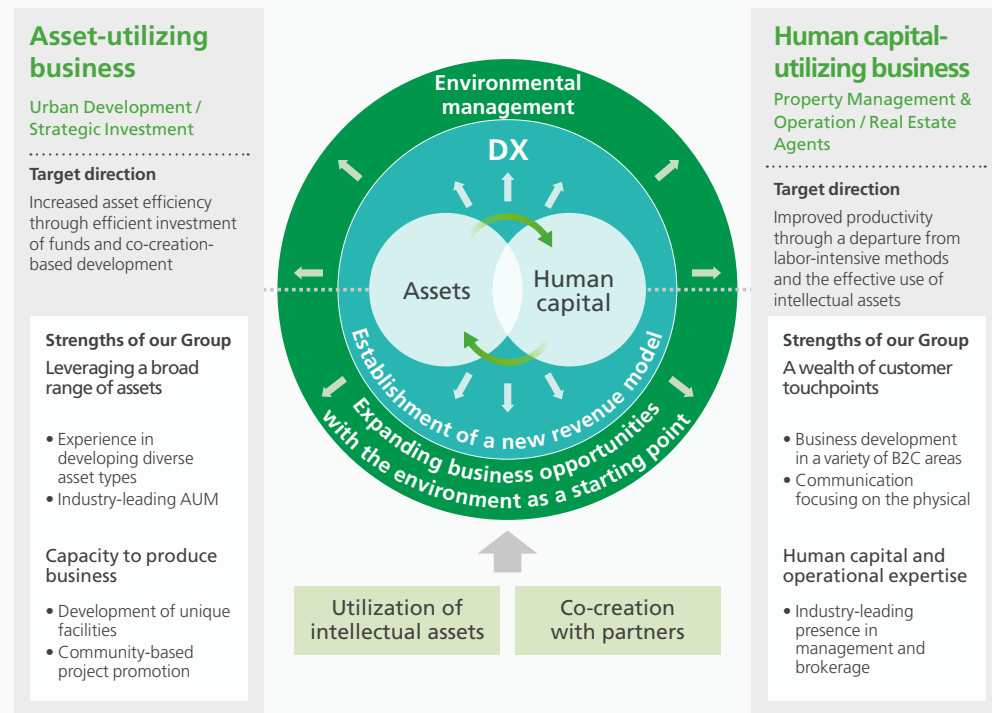 Asset-utilizing
business
Urban Development /
Strategic Investment
Target direction
Increased asset efficiency
through efficient investment
of funds and co-creation-
based development
Strengths of our Group
Leveraging a broad
range of assets
• Experience in
developing diverse
asset types
• Industry-leading AUM
Capacity to produce
business
• Development of unique
facilities
• Community-based
project promotion
Environmental
management
DX
Assets
Human
capital
Establishment of a new revenue model
Expanding business opportunities
with the environment as a starting point
Utilization of
intellectual assets
Co-creation
with partners
Human capital-
utilizing business
Property Management &
Operation / Real Estate
Agents
Target direction
Improved productivity
through a departure from
labor-intensive methods
and the effective use of
intellectual assets
Strengths of our Group
A wealth of customer
touchpoints
• Business development
in a variety of B2C areas
• Communication
focusing on the physical
Human capital and
operational expertise
• Industry-leading
presence in
management and
brokerage